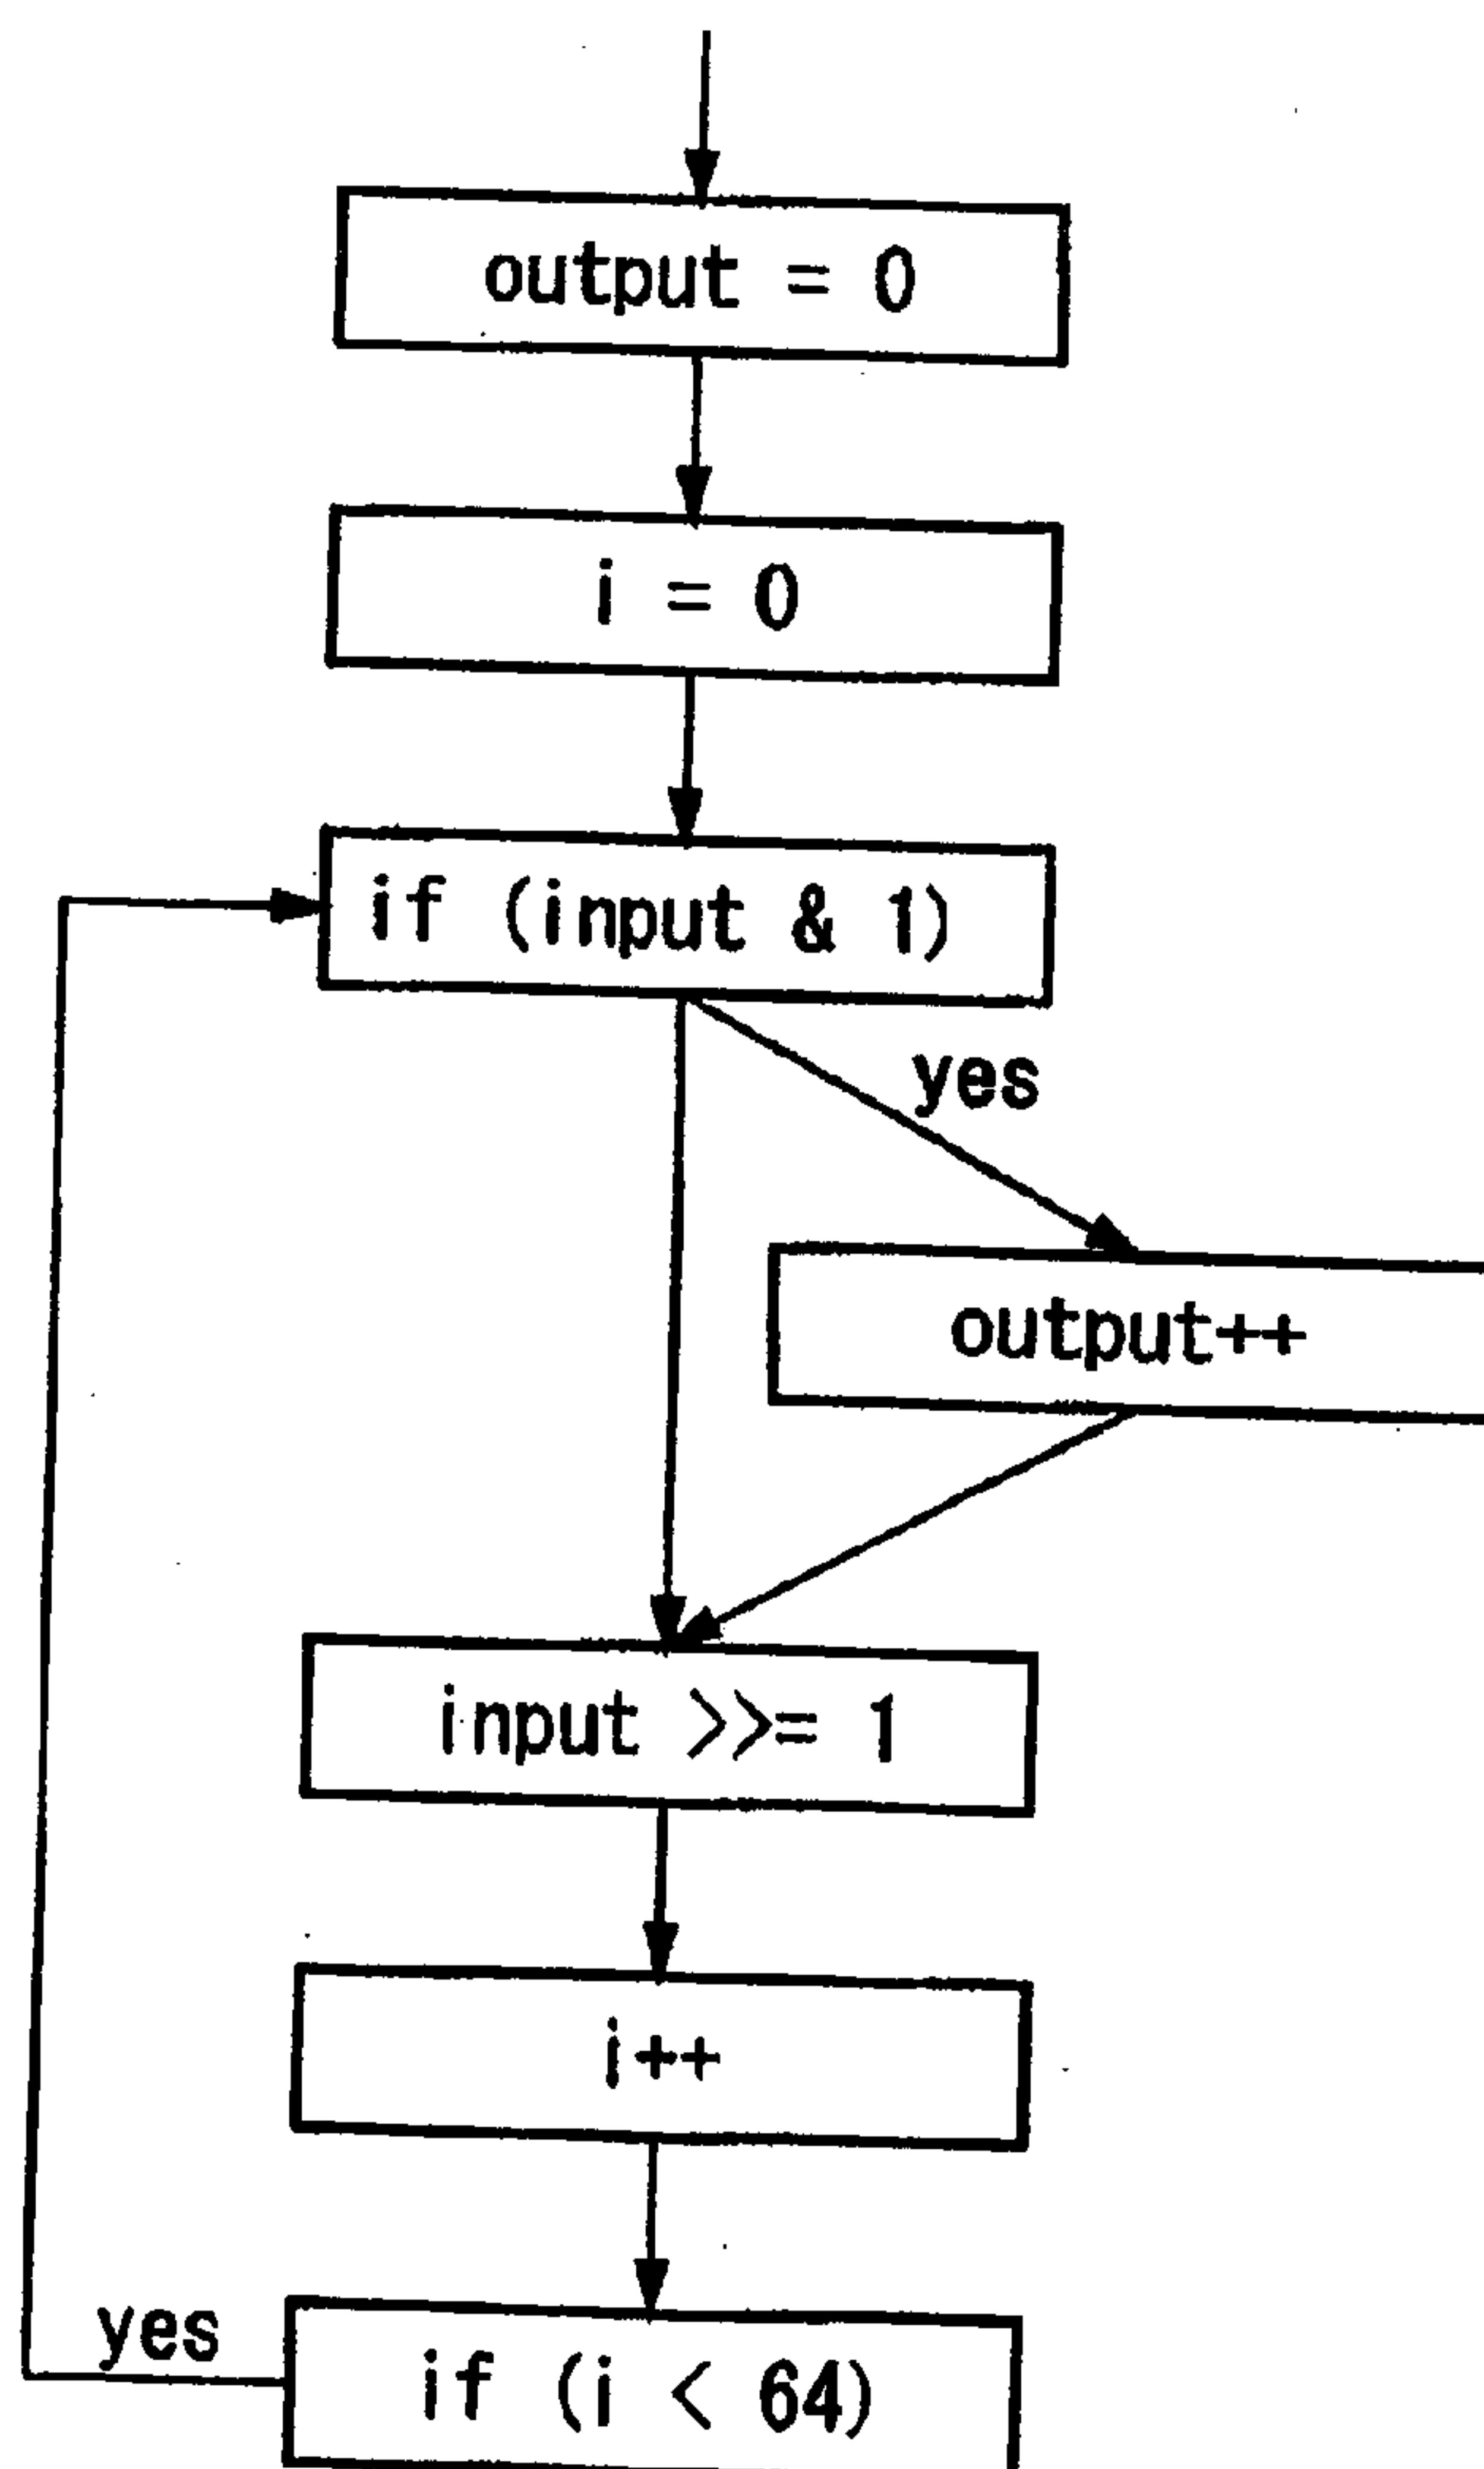 output = 0
i = 0
if (input & 1)
yes
output++
input >>= 1
i++
yes
if (i < 64)